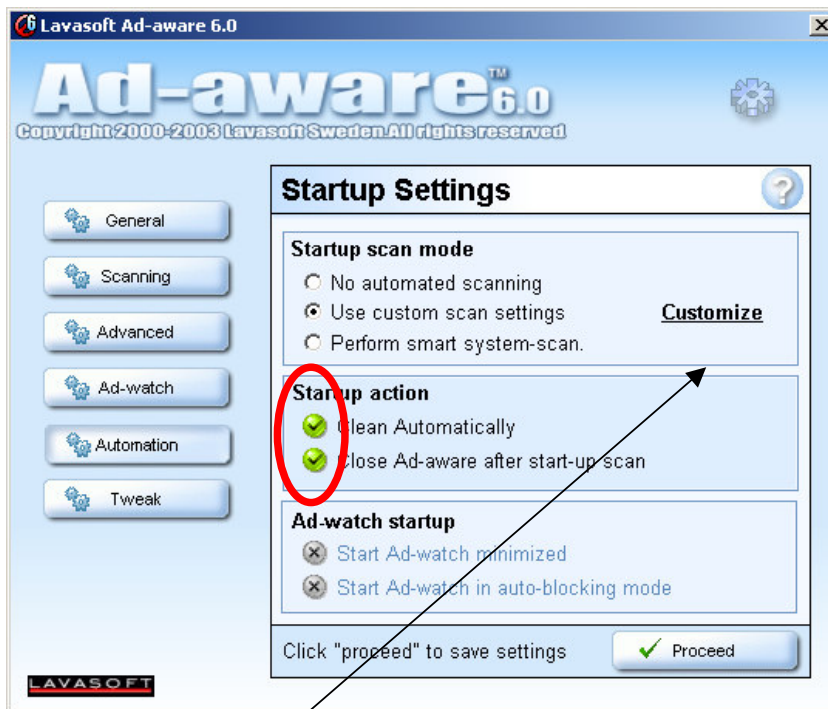 Lavasoft Ad-aware 6.0
Ad-aware™ 6.0
Copyright 2000-2003 Lavasoft Sweden. All rights reserved
General
Scanning
Advanced
Ad-watch
Automation
Tweak
Startup Settings
?
Startup scan mode
No automated scanning
Use custom scan settings
Customize
Perform smart system-scan.
Startup action
Clean Automatically
Close Ad-aware after start-up scan
Ad-watch startup
Start Ad-watch minimized
Start Ad-watch in auto-blocking mode
Click "proceed" to save settings
Proceed
LAVASOFT